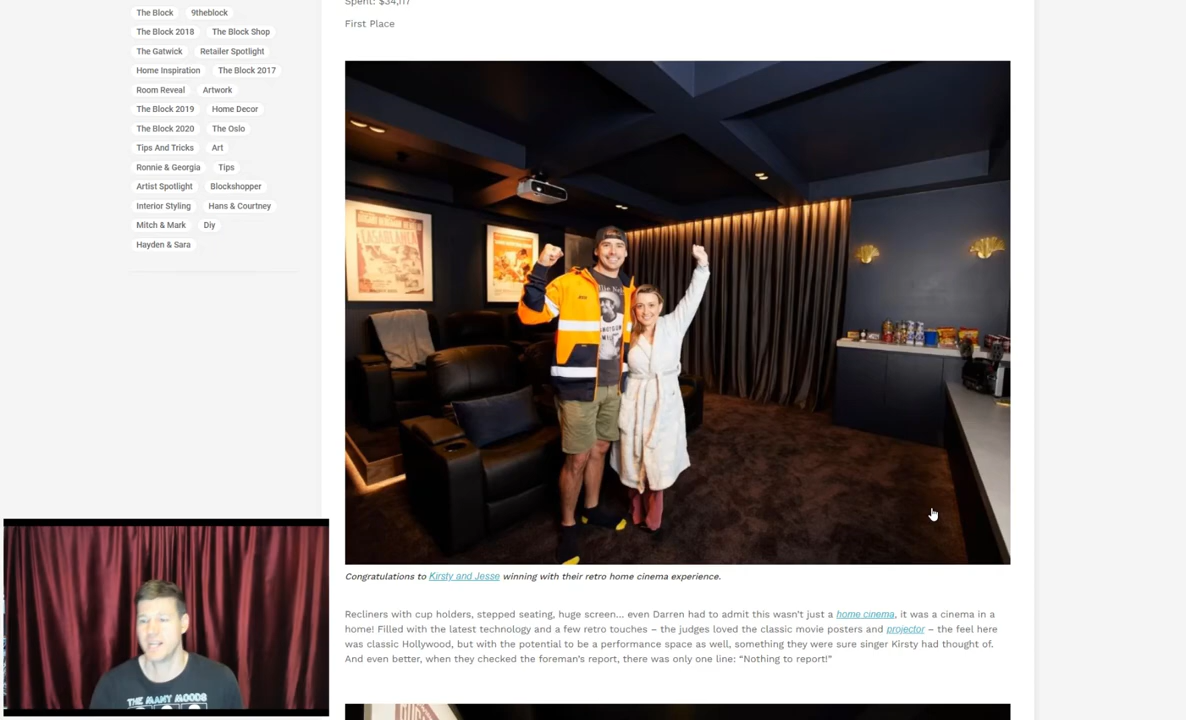 Spent: $34,117
First Place
The Block 9theblock
The Block 2018 The Block Shop
The Gatwick Retailer Spotlight
Home Inspiration The Block 2017
Room Reveal Artwork
The Block 2019 Home Decor
The Block 2020 The Oslo
Tips And Tricks Art
Ronnie & Georgia Tips
Artist Spotlight Blockshopper
Interior Styling Hans & Courtney
Mitch & Mark Diy
Hayden & Sara
CASABLANCA
Congratulations to Kirsty and Jesse winning with their retro home cinema experience.
Recliners with cup holders, stepped seating, huge screen... even Darren had to admit this wasn't just a home cinema, it was a cinema in a
home! Filled with the latest technology and a few retro touches – the judges loved the classic movie posters and projector – the feel here
was classic Hollywood, but with the potential to be a performance space as well, something they were sure singer Kirsty had thought of.
And even better, when they checked the foreman's report, there was only one line: “Nothing to report!”
THE MANY MOODS